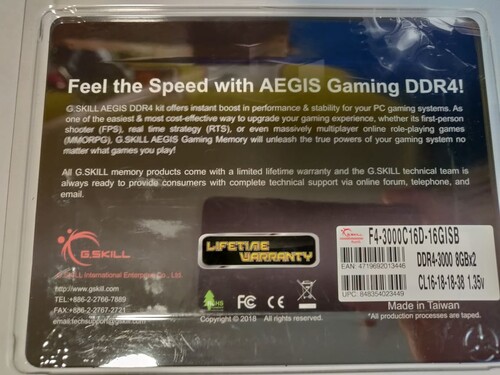 Feel the Speed with AEGIS Gaming DDR4!
G.SKILL AEGIS DDR4 kit offers instant boost in performance & stability for your PC gaming systems. As
one of the easiest & most cost-effective way to upgrade your gaming experience, whether its first-person
shooter (FPS), real time strategy (RTS), or even massively multiplayer online role-playing games
(MMORPG), G.SKILL AEGIS Gaming Memory will unleash the true powers of your gaming system no
matter what games you play!
All G.SKILL memory products come with a limited lifetime warranty and the G.SKILL technical team is
always ready to provide consumers with complete technical support via online forum, telephone, and
email.
G.SKILL
G.SKILL International Enterprise Co., Ltd.
http://www.gskill.com
TEL:+886-2-2766-7889
FAX:+886-2-2767-2721
email:techsupport@gskill.com
LIFETIME
WARRANTY
RoHS
FC CE
Copyright © 2018 All rights reserved.
G.SKILL
F4-3000C16D-16GISB
EAN: 4719692013446
DDR4-3000 8GBx2
CL16-18-18-38 1.35v
UPC: 848354023449
Made in Taiwan
*All production processes are taped.